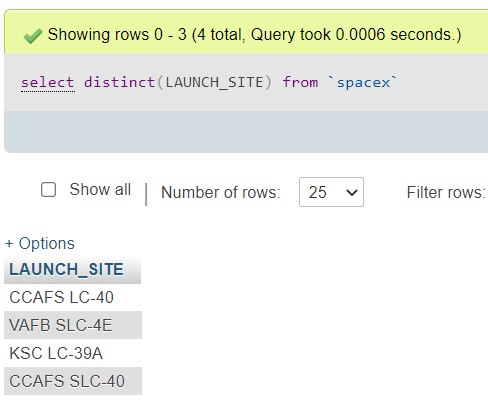 Showing rows 0 - 3 (4 total, Query took 0.0006 seconds.)
select distinct(LAUNCH_SITE) from `spacex`
Show all | Number of rows: 25 Filter rows:
+ Options
LAUNCH_SITE
CCAFS LC-40
VAFB SLC-4E
KSC LC-39A
CCAFS SLC-40